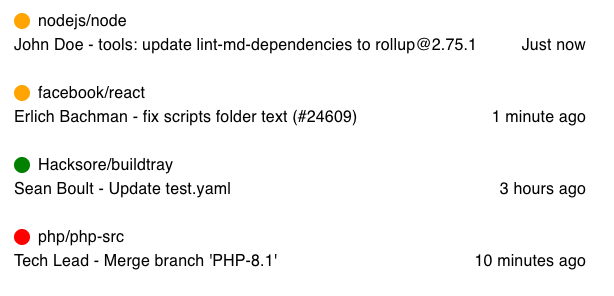 nodejs/node
John Doe - tools: update lint-md-dependencies to rollup@2.75.1 Just now
facebook/react
Erlich Bachman - fix scripts folder text (#24609) 1 minute ago
Hacksore/buildtray
Sean Boult - Update test.yaml 3 hours ago
php/php-src
Tech Lead - Merge branch 'PHP-8.1' 10 minutes ago